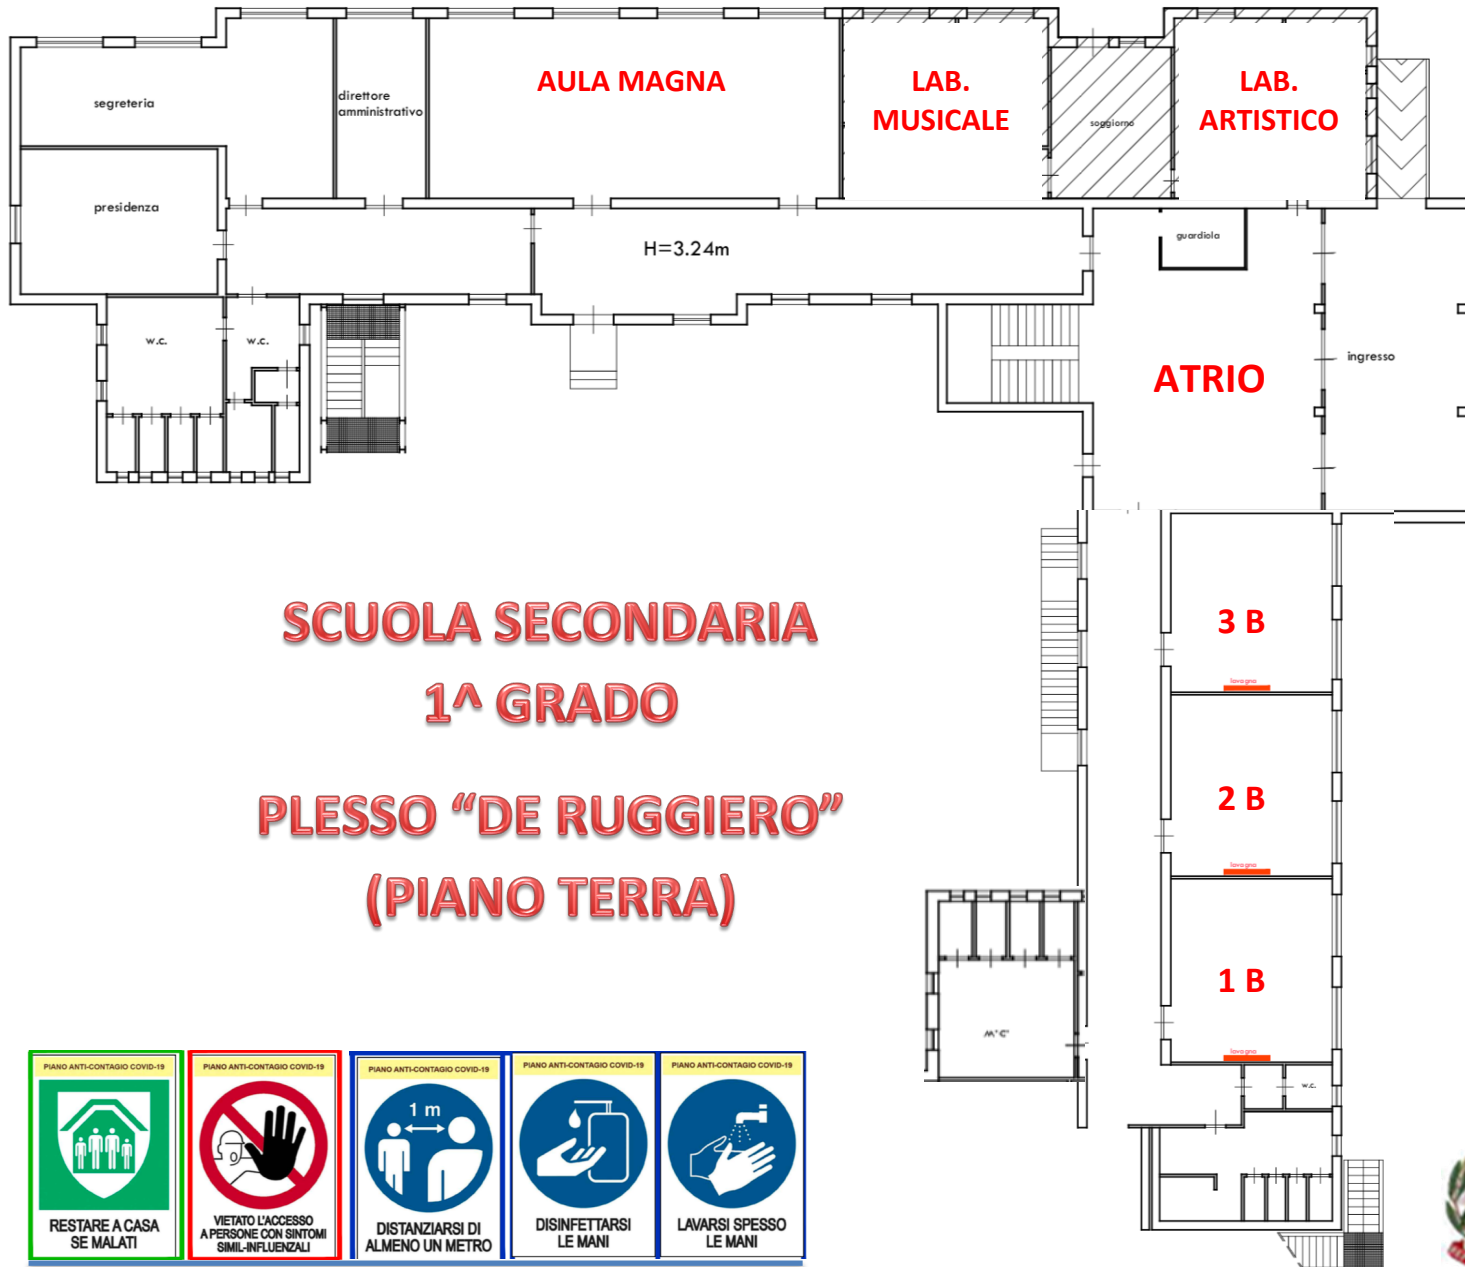 AULA MAGNA
LAB.
MUSICALE
LAB.
ARTISTICO
segreteria
direttore
amministrativo
soggiorno
presidenza
guardiola
H=3.24m
w.c.
w.c.
ATRIO
ingresso
SCUOLA SECONDARIA
1^ GRADO
PLESSO “DE RUGGIERO”
(PIANO TERRA)
3 B
lavagna
2 B
lavagna
1 B
lavagna
w.c.
w.c.
PIANO ANTI-CONTAGIO COVID-19
RESTARE A CASA
SE MALATI
PIANO ANTI-CONTAGIO COVID-19
VIETATO L'ACCESSO
A PERSONE CON SINTOMI
SIMIL-INFLUENZALI
PIANO ANTI-CONTAGIO COVID-19
1 m
DISTANZIARSI DI
ALMENO UN METRO
PIANO ANTI-CONTAGIO COVID-19
DISINFETTARSI
LE MANI
PIANO ANTI-CONTAGIO COVID-19
LAVARSI SPESSO
LE MANI